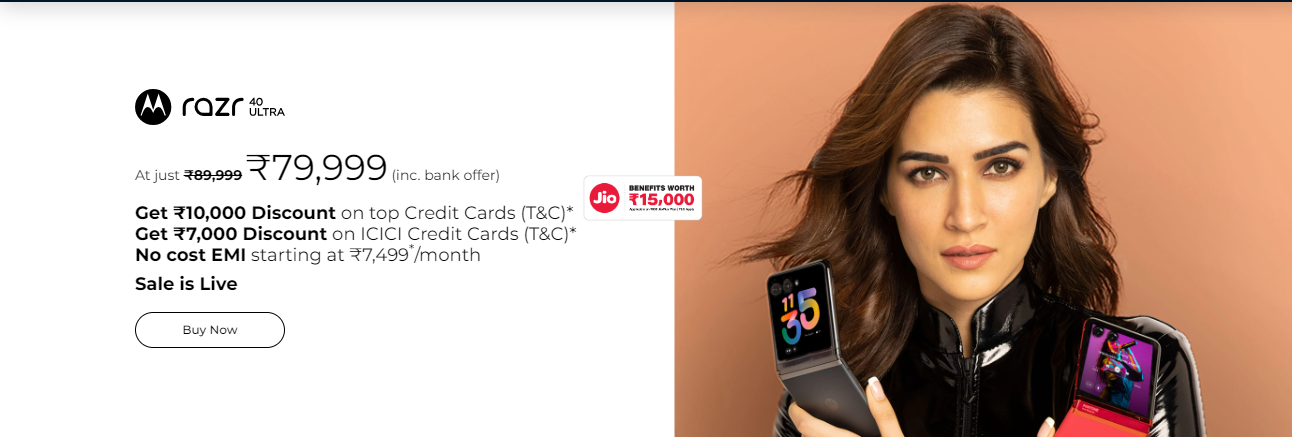 razr 40 ULTRA
At just ₹89,999 ₹79,999 (inc. bank offer)
Get ₹10,000 Discount on top Credit Cards (T&C)*
Get ₹7,000 Discount on ICICI Credit Cards (T&C)*
No cost EMI starting at ₹7,499*/month
Sale is Live
Buy Now
Jio
BENEFITS WORTH
₹15,000
11
35